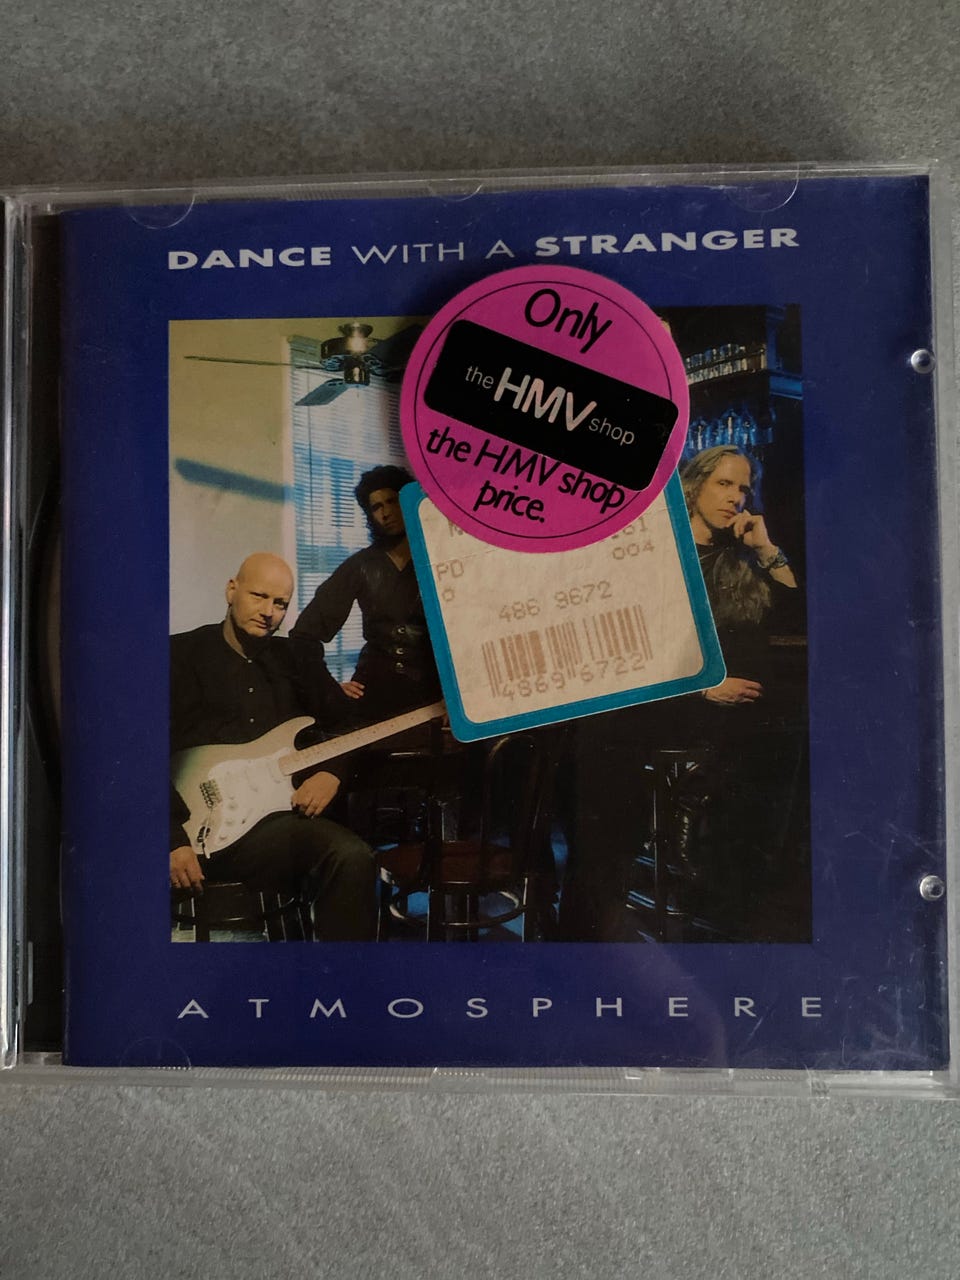 DANCE WITH A STRANGER
Only
the HMV shop
the HMV shop
price.
004
PD
486 9672
4869 6722
ATMOSPHERE